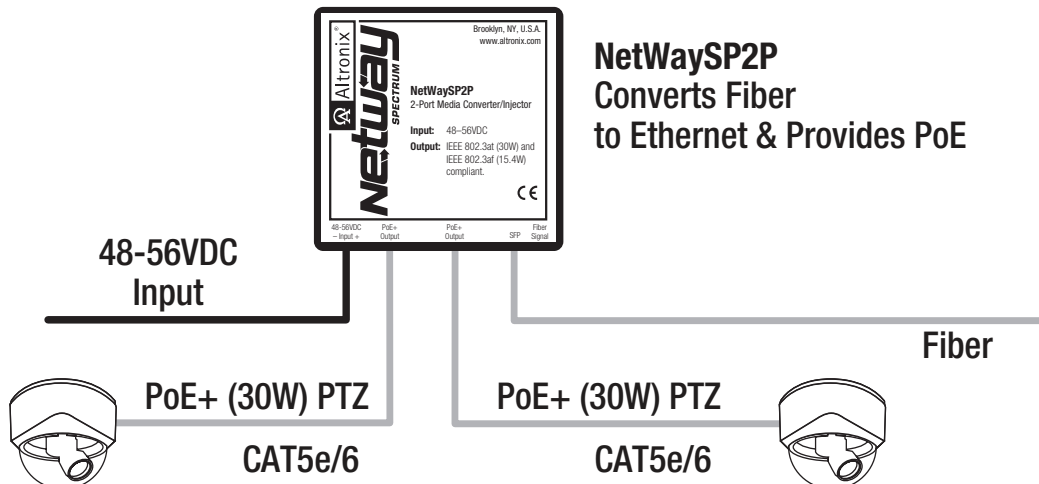 Altronix®
Netway
SPECTRUM
Brooklyn, NY, U.S.A.
www.altronix.com
NetWaySP2P
2-Port Media Converter/Injector
Input: 48–56VDC
Output: IEEE 802.3at (30W) and
IEEE 802.3af (15.4W)
compliant.
CE
48-56VDC
– Input +
PoE+
Output
PoE+
Output
SFP
Fiber
Signal
NetWaySP2P
Converts Fiber
to Ethernet & Provides PoE
48-56VDC
Input
Fiber
PoE+ (30W) PTZ
CAT5e/6
PoE+ (30W) PTZ
CAT5e/6